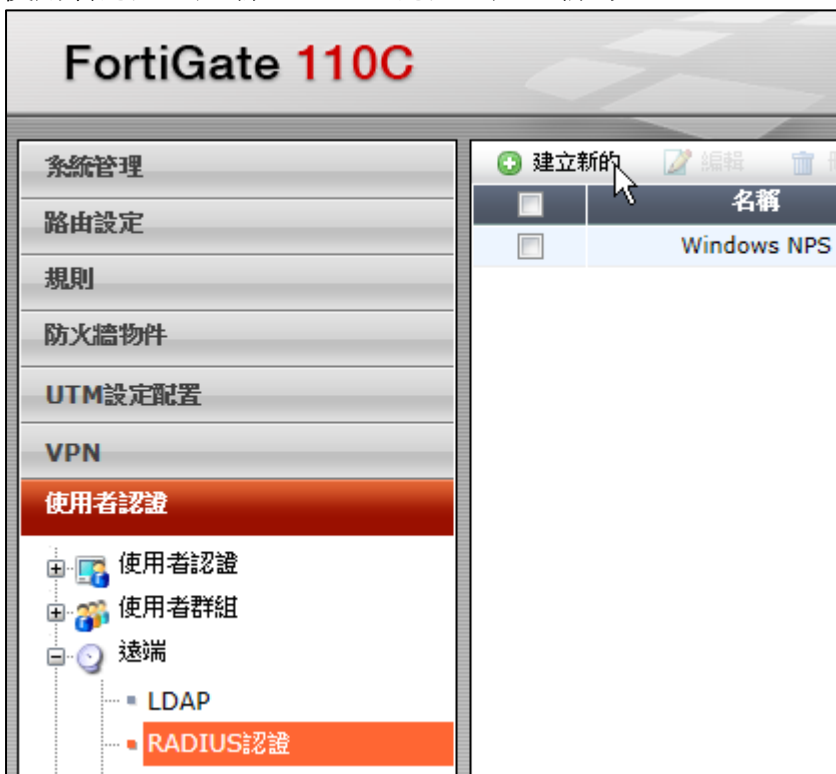 FortiGate 110C
系統管理
路由設定
規則
防火牆物件
UTM設定配置
VPN
使用者認證
使用者認證
使用者群組
遠端
LDAP
RADIUS認證
建立新的 編輯
名稱
Windows NPS